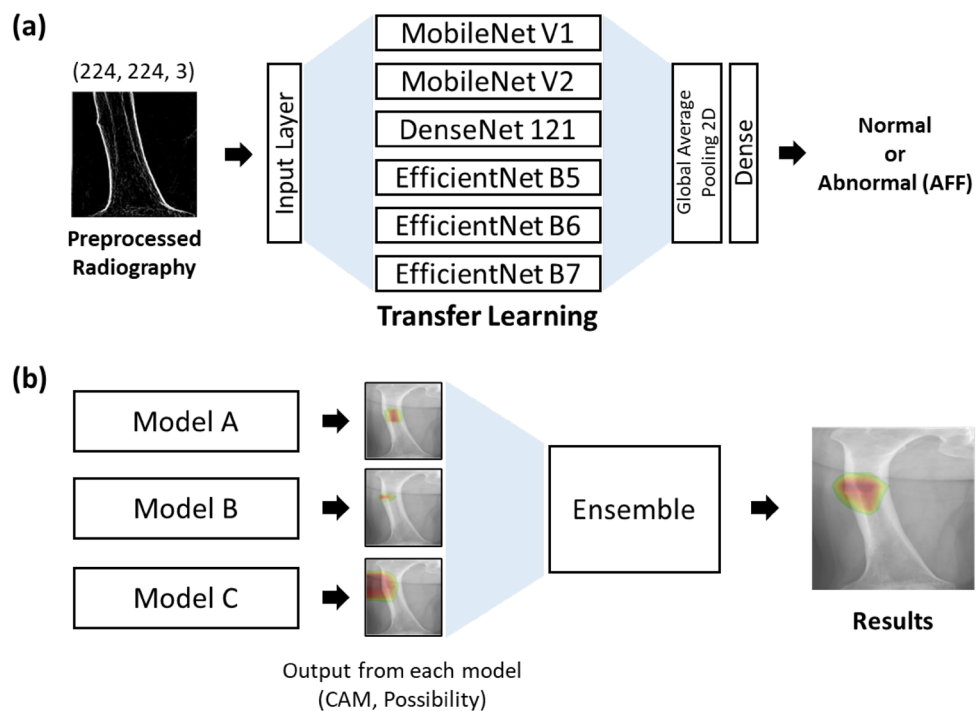 (a)
(224, 224, 3)
Preprocessed
Radiography
Input Layer
MobileNet V1
MobileNet V2
DenseNet 121
EfficientNet B5
EfficientNet B6
EfficientNet B7
Transfer Learning
Global Average
Pooling 2D
Dense
Normal
or
Abnormal (AFF)
(b)
Model A
Model B
Model C
Output from each model
(CAM, Possibility)
Ensemble
Results